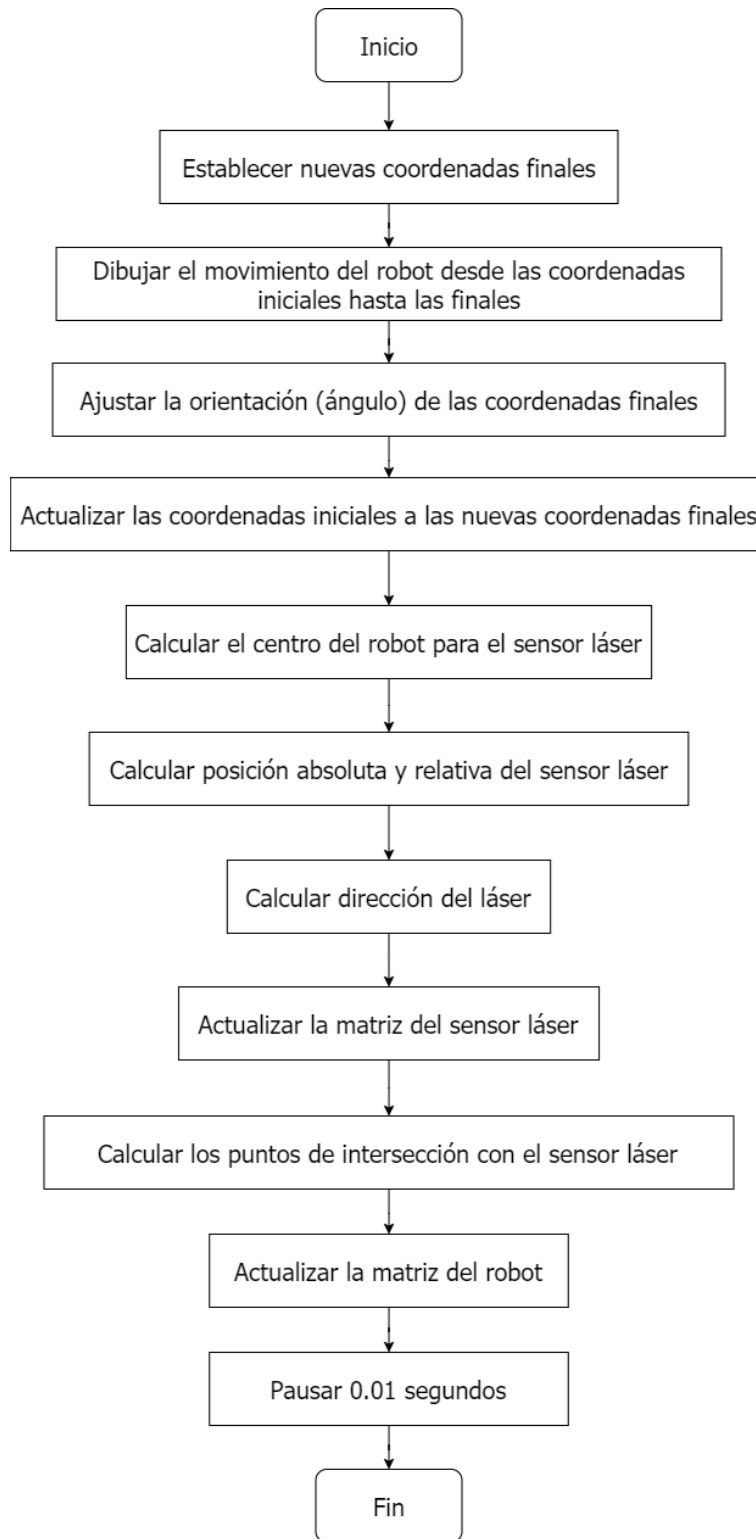 Inicio
Establecer nuevas coordenadas finales
Dibujar el movimiento del robot desde las coordenadas
iniciales hasta las finales
Ajustar la orientación (ángulo) de las coordenadas finales
Actualizar las coordenadas iniciales a las nuevas coordenadas finales
Calcular el centro del robot para el sensor láser
Calcular posición absoluta y relativa del sensor láser
Calcular dirección del láser
Actualizar la matriz del sensor láser
Calcular los puntos de intersección con el sensor láser
Actualizar la matriz del robot
Pausar 0.01 segundos
Fin